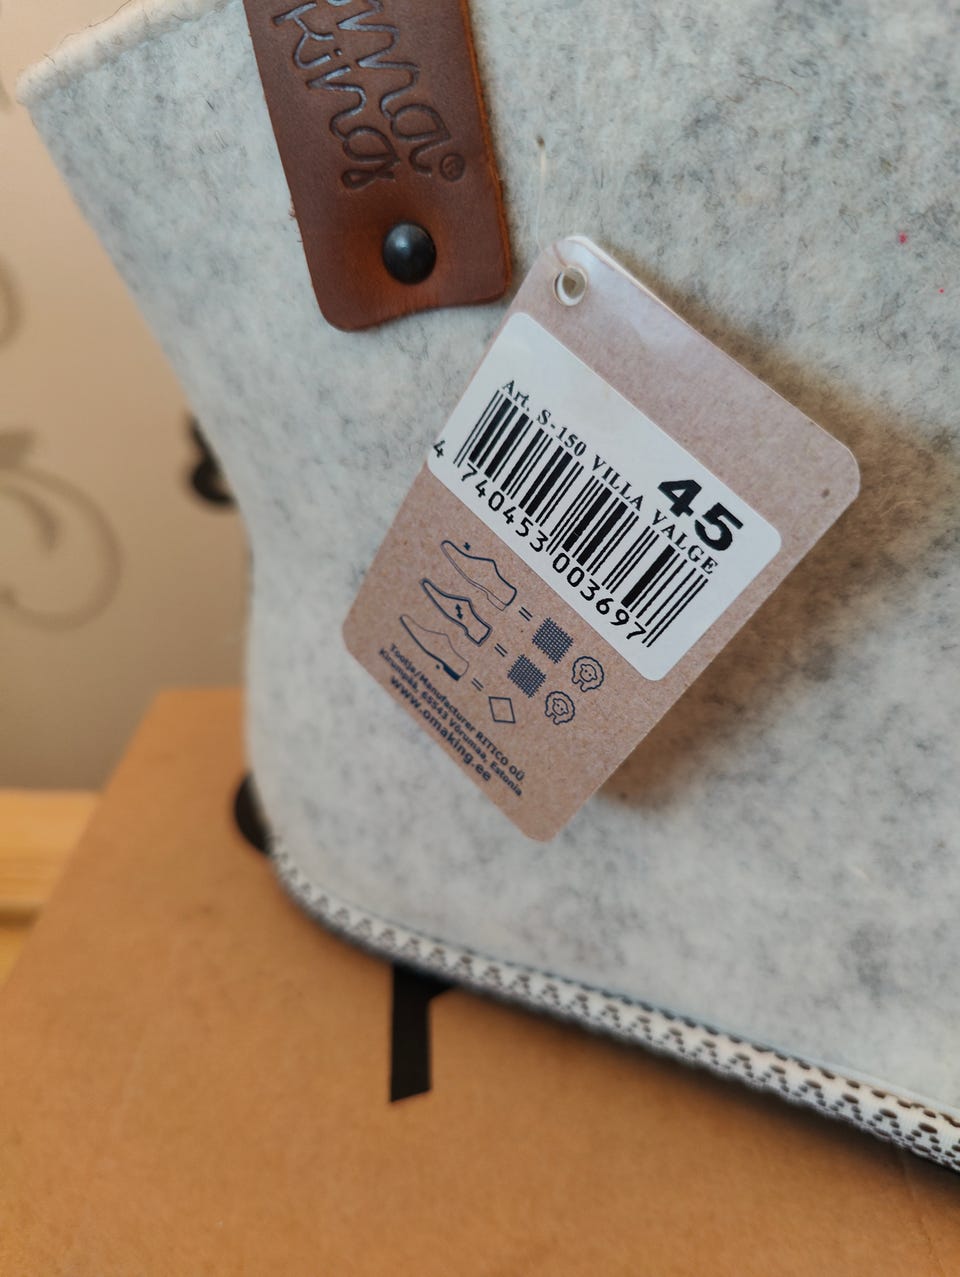 king
Art. S-150 VILLA VALGE
45
4 740453 003697
Tootja/Manufacturer RITICO OÜ
Kirumpää, 65543 Võrumaa, Estonia
www.omaking.ee